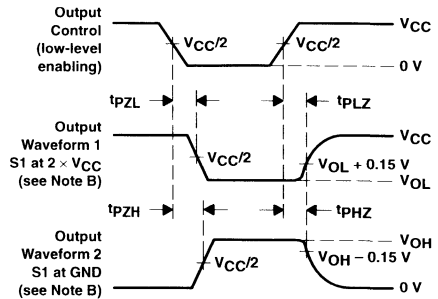 Output
Control
(low-level
enabling)
VCC/2
VCC/2
VCC
0 V
tPZL
tPLZ
Output
Waveform 1
S1 at 2 × VCC
(see Note B)
VCC/2
VCC
VOL + 0.15 V
VOL
tPZH
tPHZ
Output
Waveform 2
S1 at GND
(see Note B)
VCC/2
VOH
VOH − 0.15 V
0 V